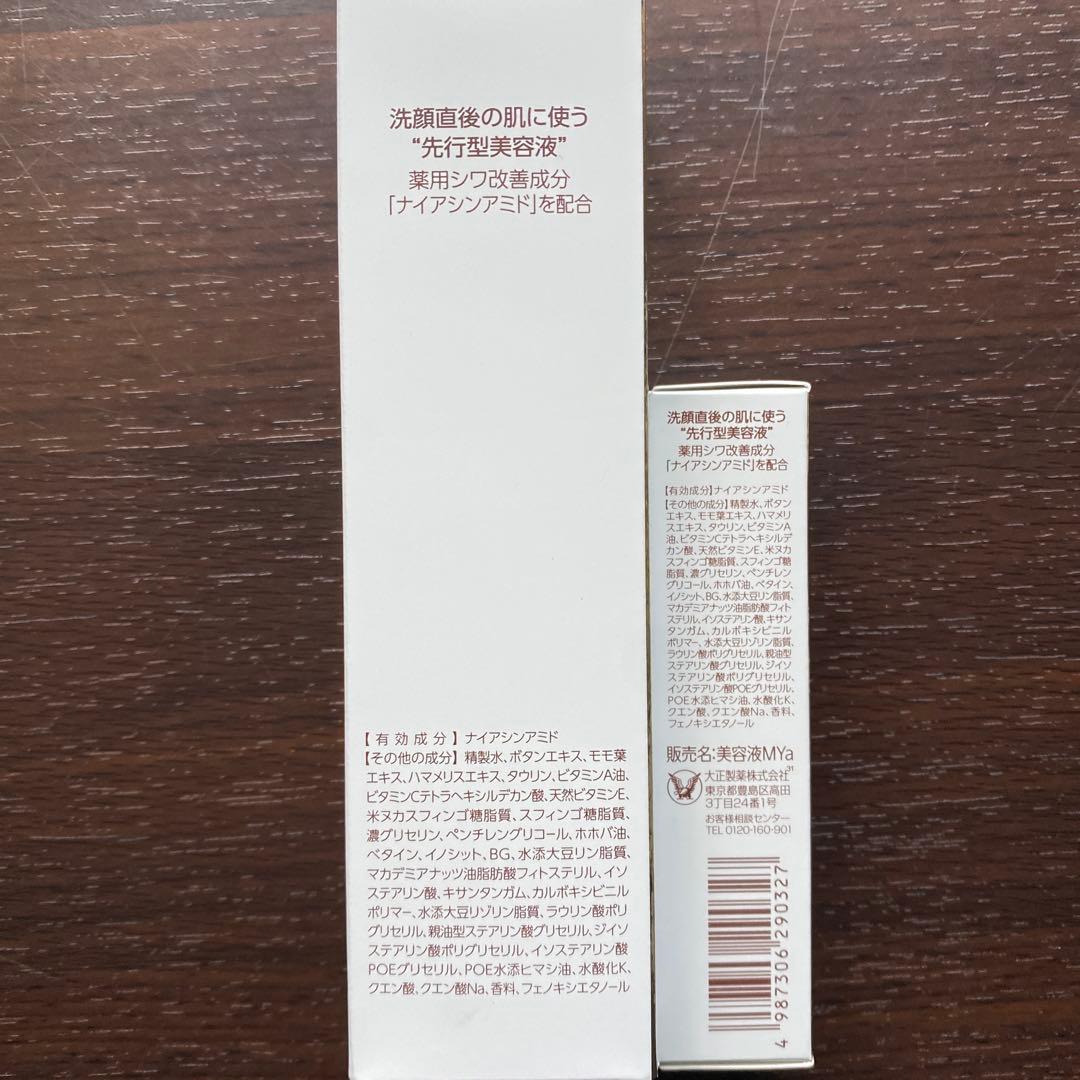 洗顔直後の肌に使う
“先行型美容液”
薬用シワ改善成分
「ナイアシンアミド」を配合
【有効成分】ナイアシンアミド
【その他の成分】精製水、ボタンエキス、モモ葉
エキス、ハマメリスエキス、タウリン、ビタミンA油、
ビタミンCテトラヘキシルデカン酸、天然ビタミンE、
米ヌカスフィンゴ糖脂質、スフィンゴ糖脂質、
濃グリセリン、ペンチレングリコール、ホホバ油、
ベタイン、イノシット、BG、水添大豆リン脂質、
マカデミアナッツ油脂肪酸フィトステリル、イソ
ステアリン酸、キサンタンガム、カルボキシビニル
ポリマー、水添大豆リゾリン脂質、ラウリン酸ポリ
グリセリル、親油型ステアリン酸グリセリル、ジイソ
ステアリン酸ポリグリセリル、イソステアリン酸
POEグリセリル、POE水添ヒマシ油、水酸化K、
クエン酸、クエン酸Na、香料、フェノキシエタノール
洗顔直後の肌に使う
“先行型美容液”
薬用シワ改善成分
「ナイアシンアミド」を配合
【有効成分】ナイアシンアミド
【その他の成分】精製水、ボタン
エキス、モモ葉エキス、ハマメリ
スエキス、タウリン、ビタミンA
油、ビタミンCテトラヘキシルデ
カン酸、天然ビタミンE、米ヌカ
スフィンゴ糖脂質、スフィンゴ糖
脂質、濃グリセリン、ペンチレン
グリコール、ホホバ油、ベタイン、
イノシット、BG、水添大豆リン脂質、
マカデミアナッツ油脂肪酸フィト
ステリル、イソステアリン酸、キサン
タンガム、カルボキシビニル
ポリマー、水添大豆リゾリン脂質、
ラウリン酸ポリグリセリル、親油型
ステアリン酸グリセリル、ジイソ
ステアリン酸ポリグリセリル、
イソステアリン酸POEグリセリル、
POE水添ヒマシ油、水酸化K、
クエン酸、クエン酸Na、香料、
フェノキシエタノール
販売名:美容液MYa
大正製薬株式会社31
東京都豊島区高田
3丁目24番1号
お客様相談センター
TEL 0120-160-901
4 987306 290327